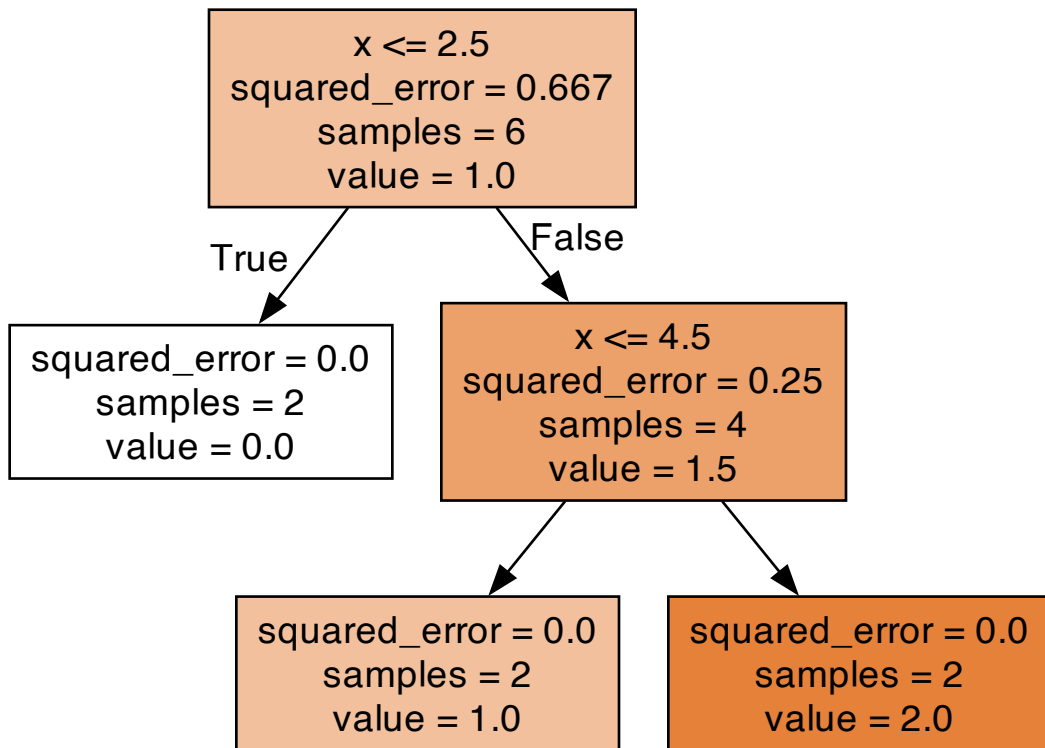 x <= 2.5
squared_error = 0.667
samples = 6
value = 1.0
True
False
squared_error = 0.0
samples = 2
value = 0.0
x <= 4.5
squared_error = 0.25
samples = 4
value = 1.5
squared_error = 0.0
samples = 2
value = 1.0
squared_error = 0.0
samples = 2
value = 2.0